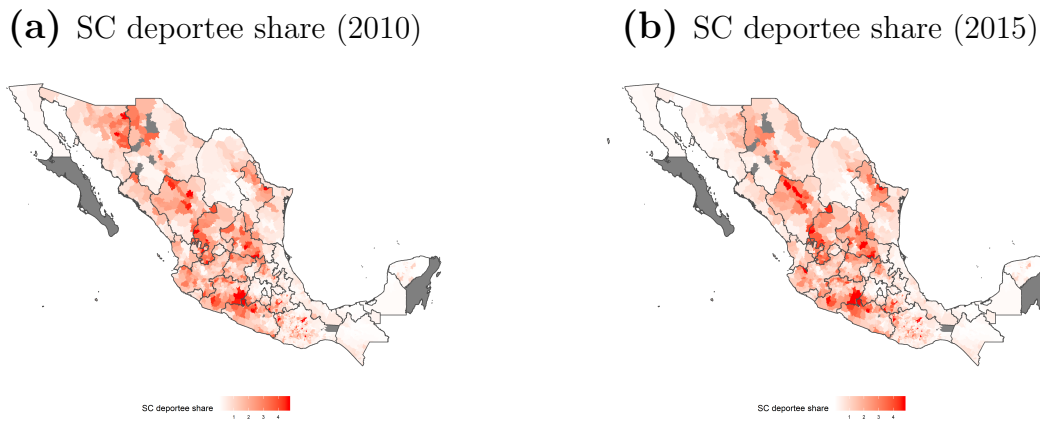 (a) SC deportee share (2010)
(b) SC deportee share (2015)
SC deportee share 1 2 3 4
SC deportee share 1 2 3 4